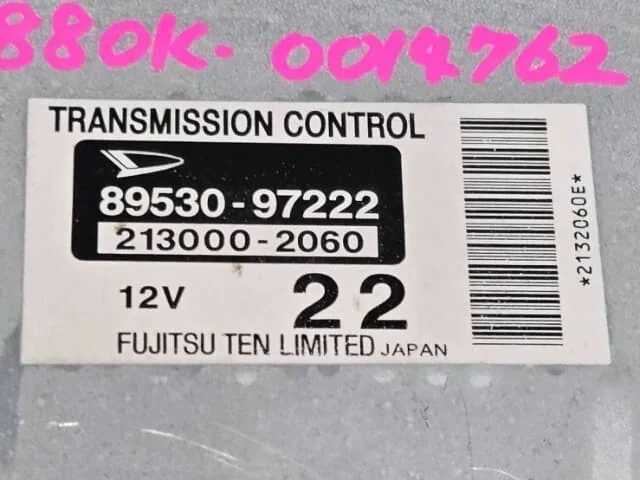 880K-0014762
TRANSMISSION CONTROL
89530-97222
213000-2060
12V
22
FUJITSU TEN LIMITED JAPAN
*2132060E*